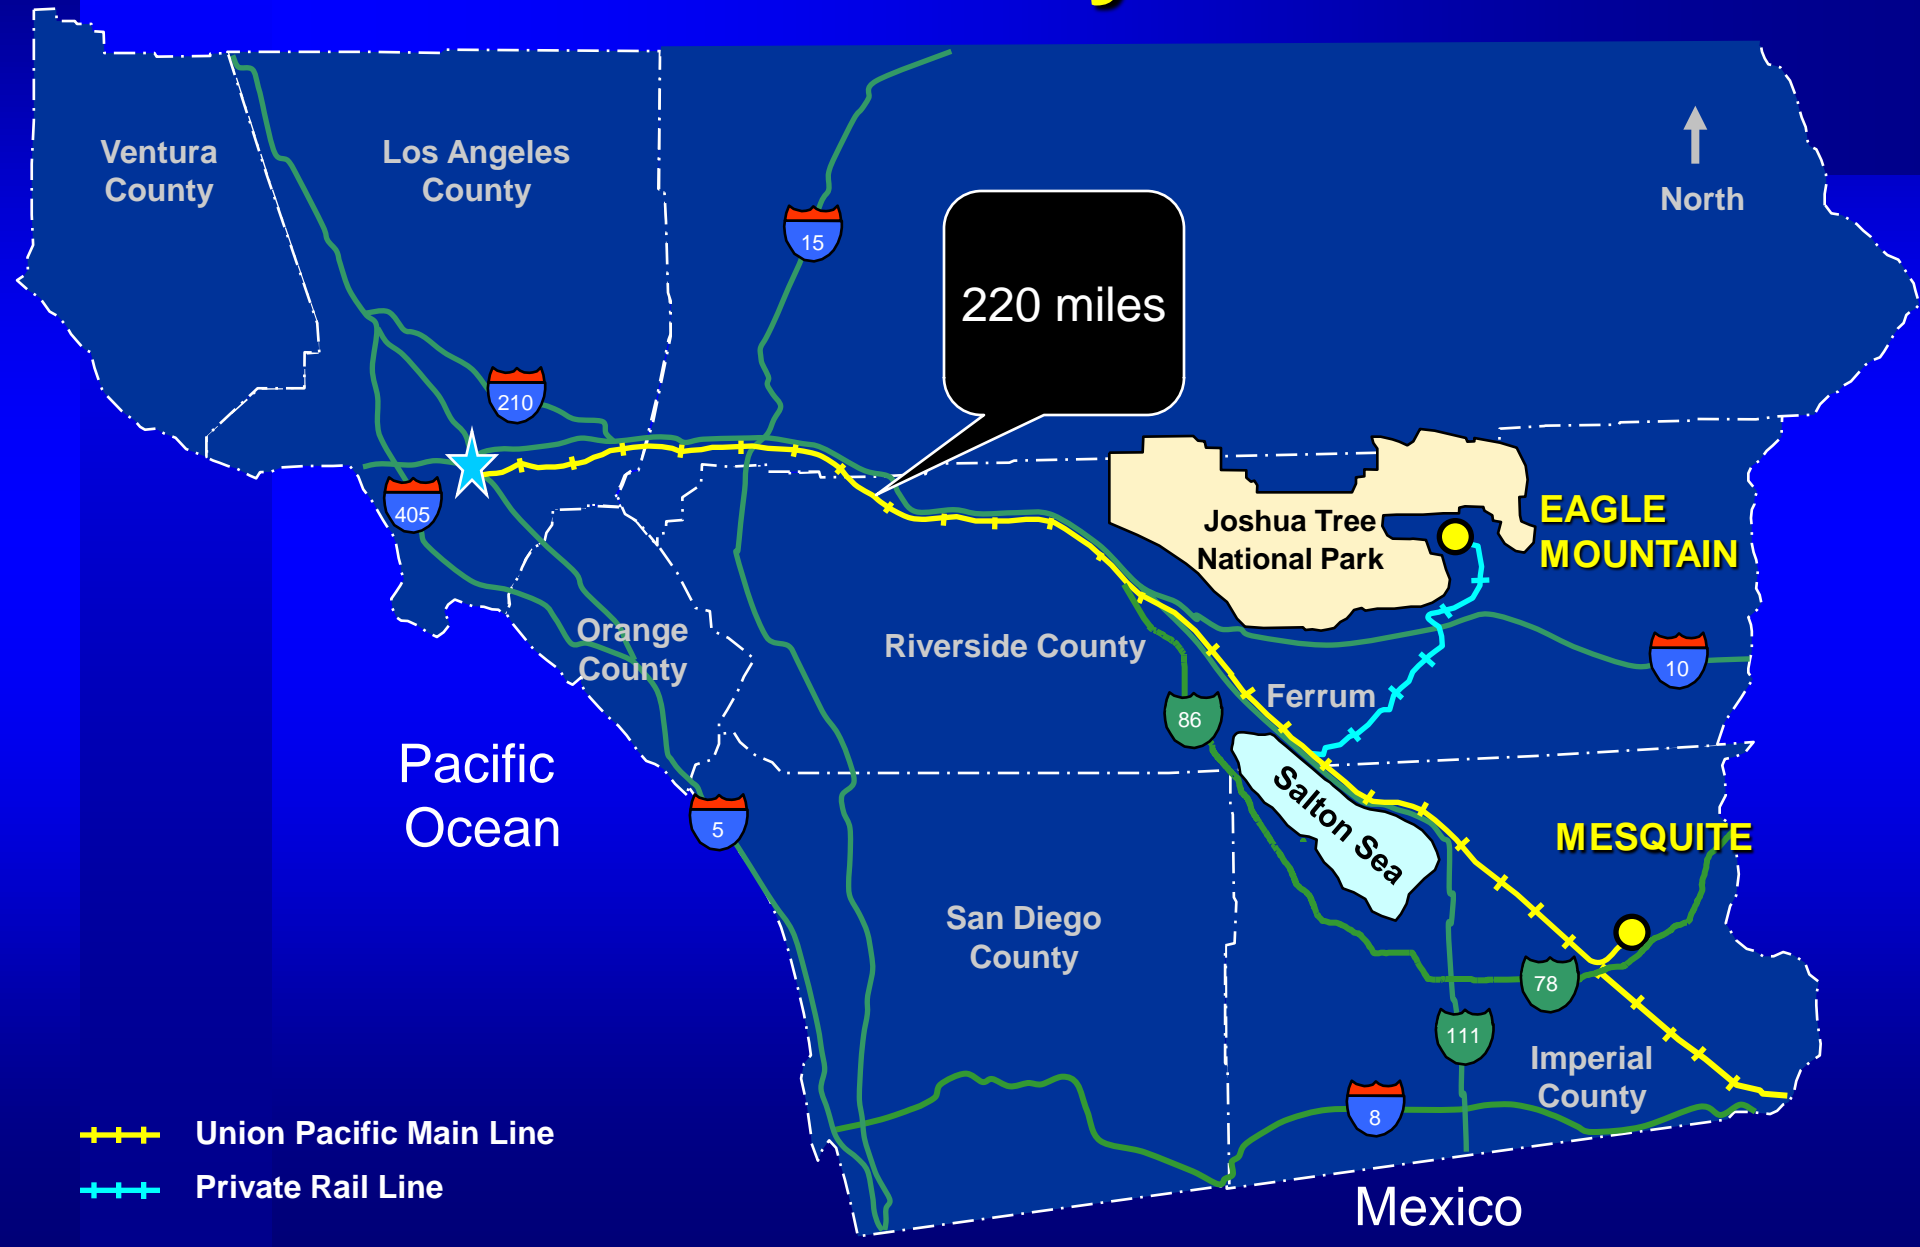 Ventura
County
Los Angeles
County
North
15
220 miles
210
405
Joshua Tree
National Park
EAGLE
MOUNTAIN
Orange
County
Riverside County
10
Ferrum
86
Pacific
Ocean
5
Salton Sea
MESQUITE
San Diego
County
78
111
Imperial
County
8
Union Pacific Main Line
Private Rail Line
Mexico